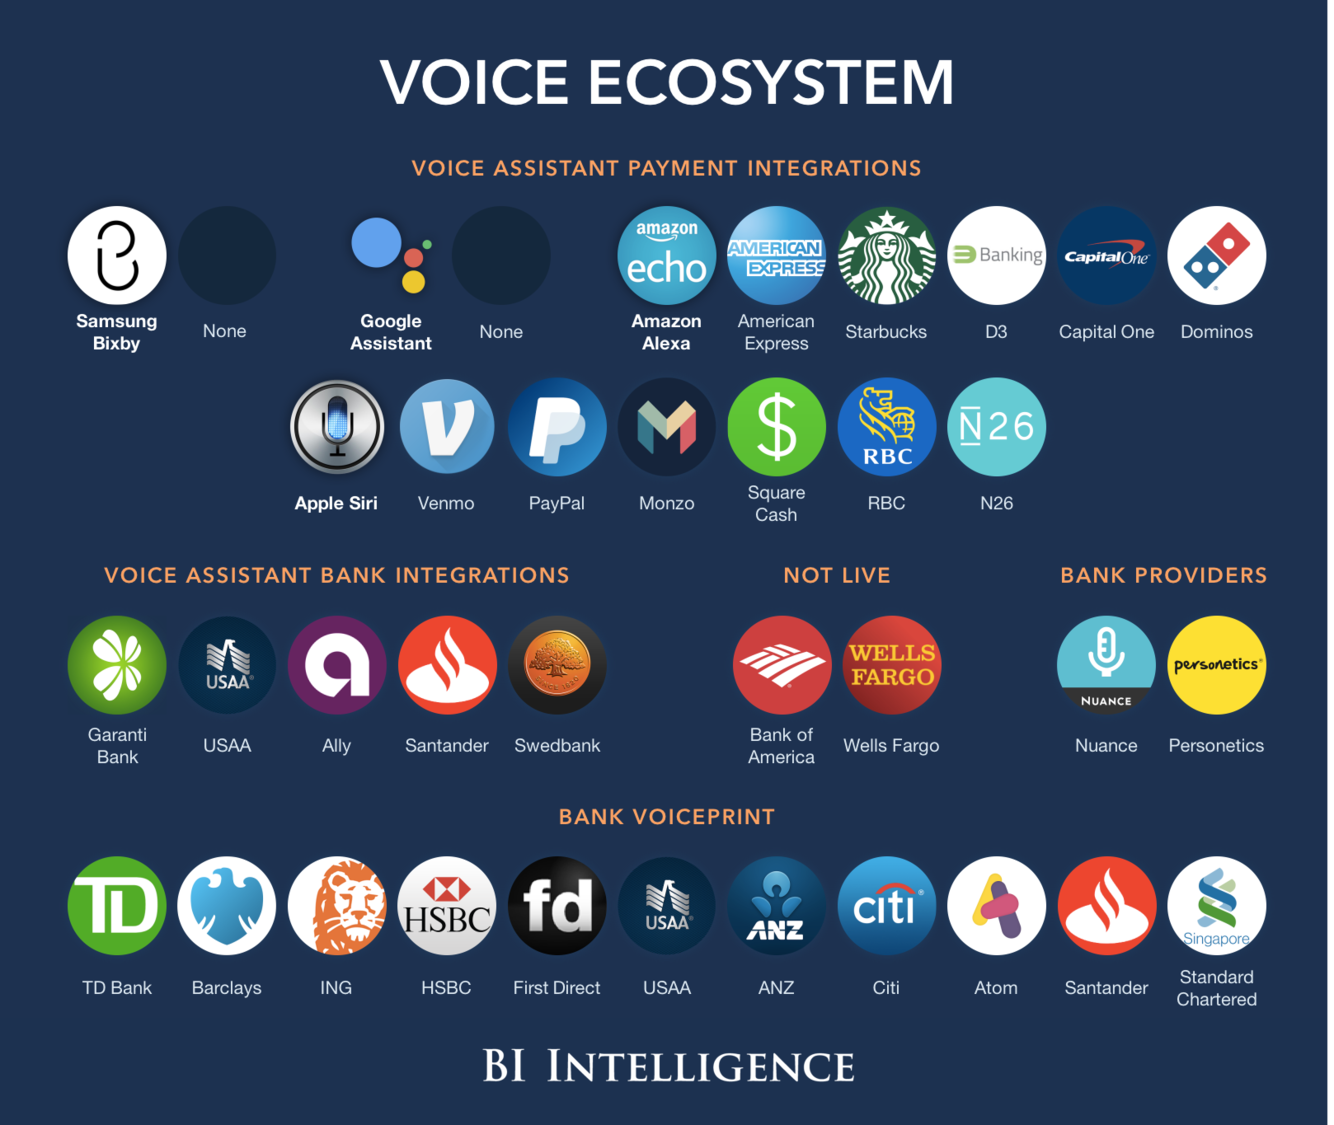 VOICE ECOSYSTEM
VOICE ASSISTANT PAYMENT INTEGRATIONS
amazon
echo
AMERICAN
EXPRESS
Banking
Capital One
Samsung
Bixby
None
Google
Assistant
None
Amazon
Alexa
American
Express
Starbucks
D3
Capital One
Dominos
RBC
N26
Apple Siri
Venmo
PayPal
Monzo
Square
Cash
RBC
N26
VOICE ASSISTANT BANK INTEGRATIONS
NOT LIVE
BANK PROVIDERS
USAA
a
SINCE 1820
WELLS
FARGO
NUANCE
personetics
Garanti
Bank
USAA
Ally
Santander
Swedbank
Bank of
America
Wells Fargo
Nuance
Personetics
BANK VOICEPRINT
TD
HSBC
fd
USAA
ANZ
citi
Singapore
TD Bank
Barclays
ING
HSBC
First Direct
USAA
ANZ
Citi
Atom
Santander
Standard
Chartered
BI INTELLIGENCE